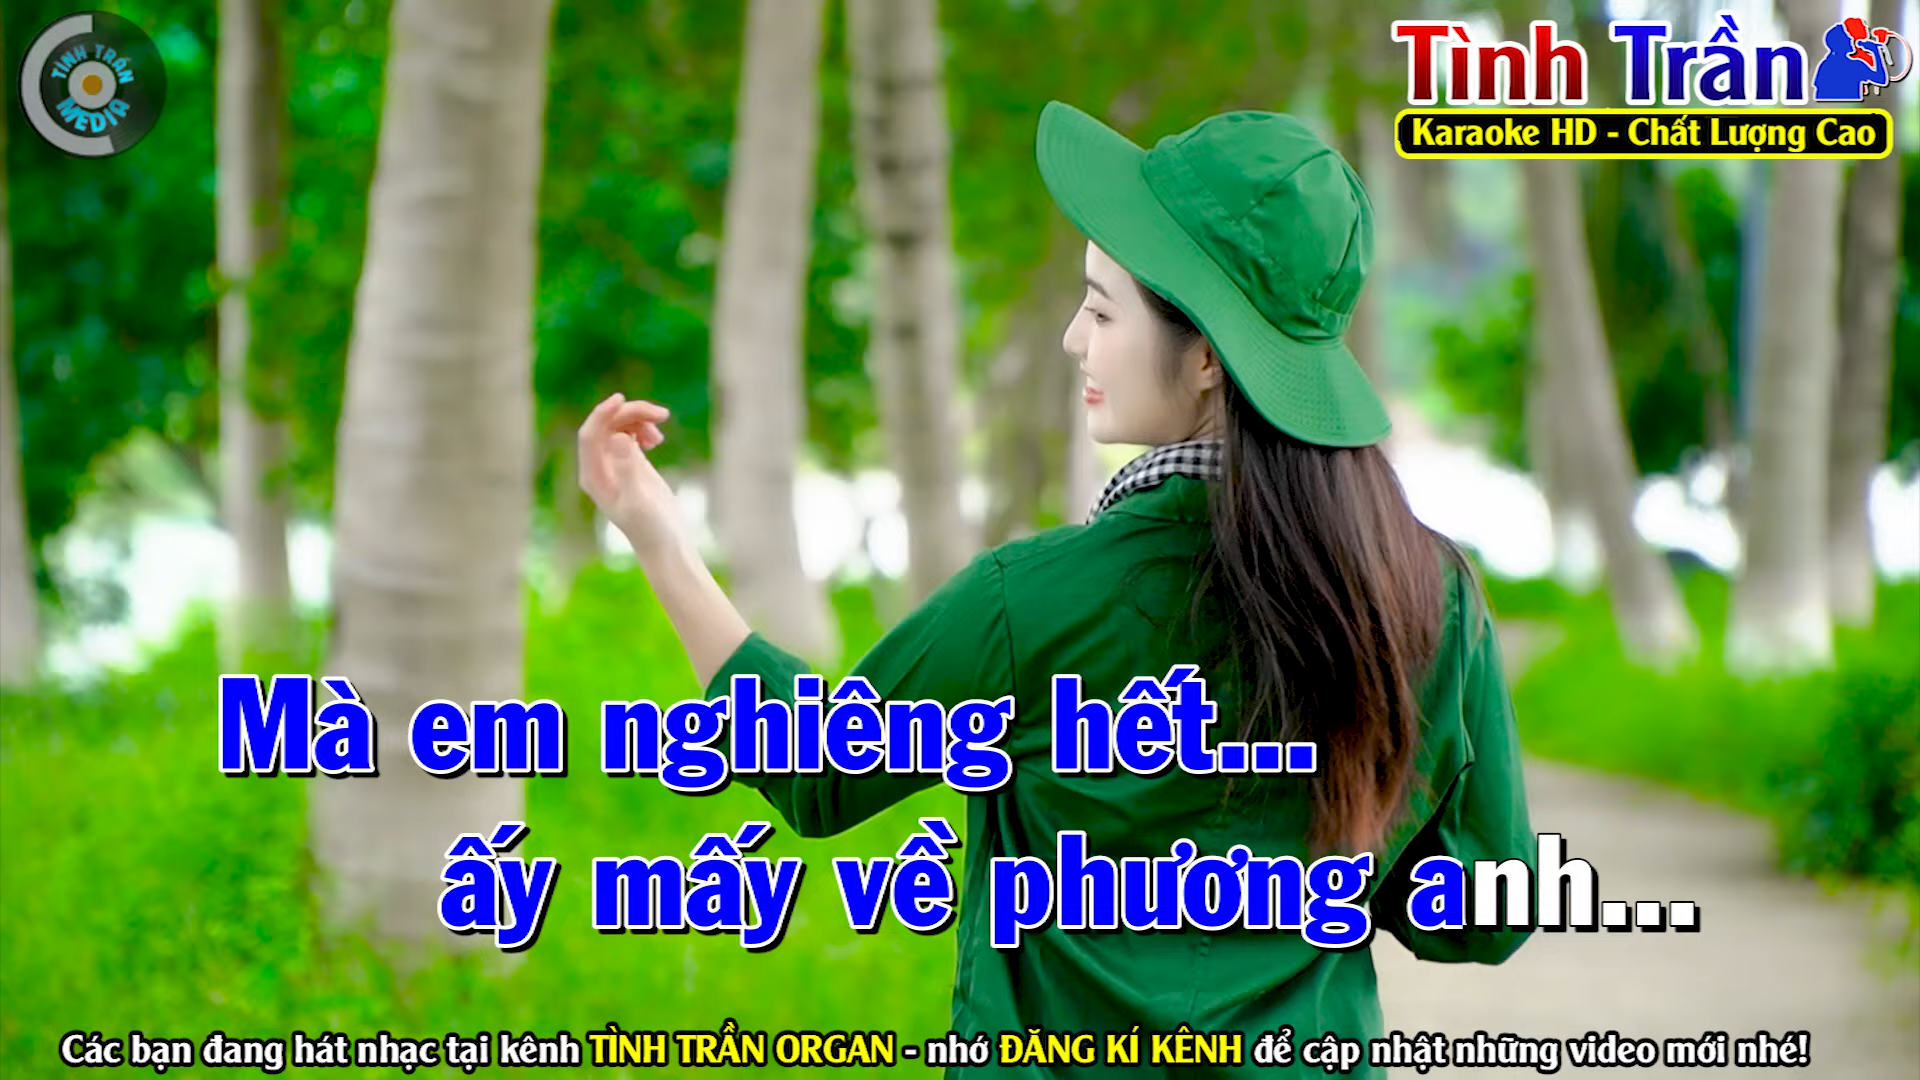 TÌNH TRẦN
MEDIA
Tình Trần
Karaoke HD - Chất Lượng Cao
Mà em nghiêng hết...
ấy mấy về phương anh...
Các bạn đang hát nhạc tại kênh TÌNH TRẦN ORGAN - nhớ ĐĂNG KÍ KÊNH để cập nhật những video mới nhé!